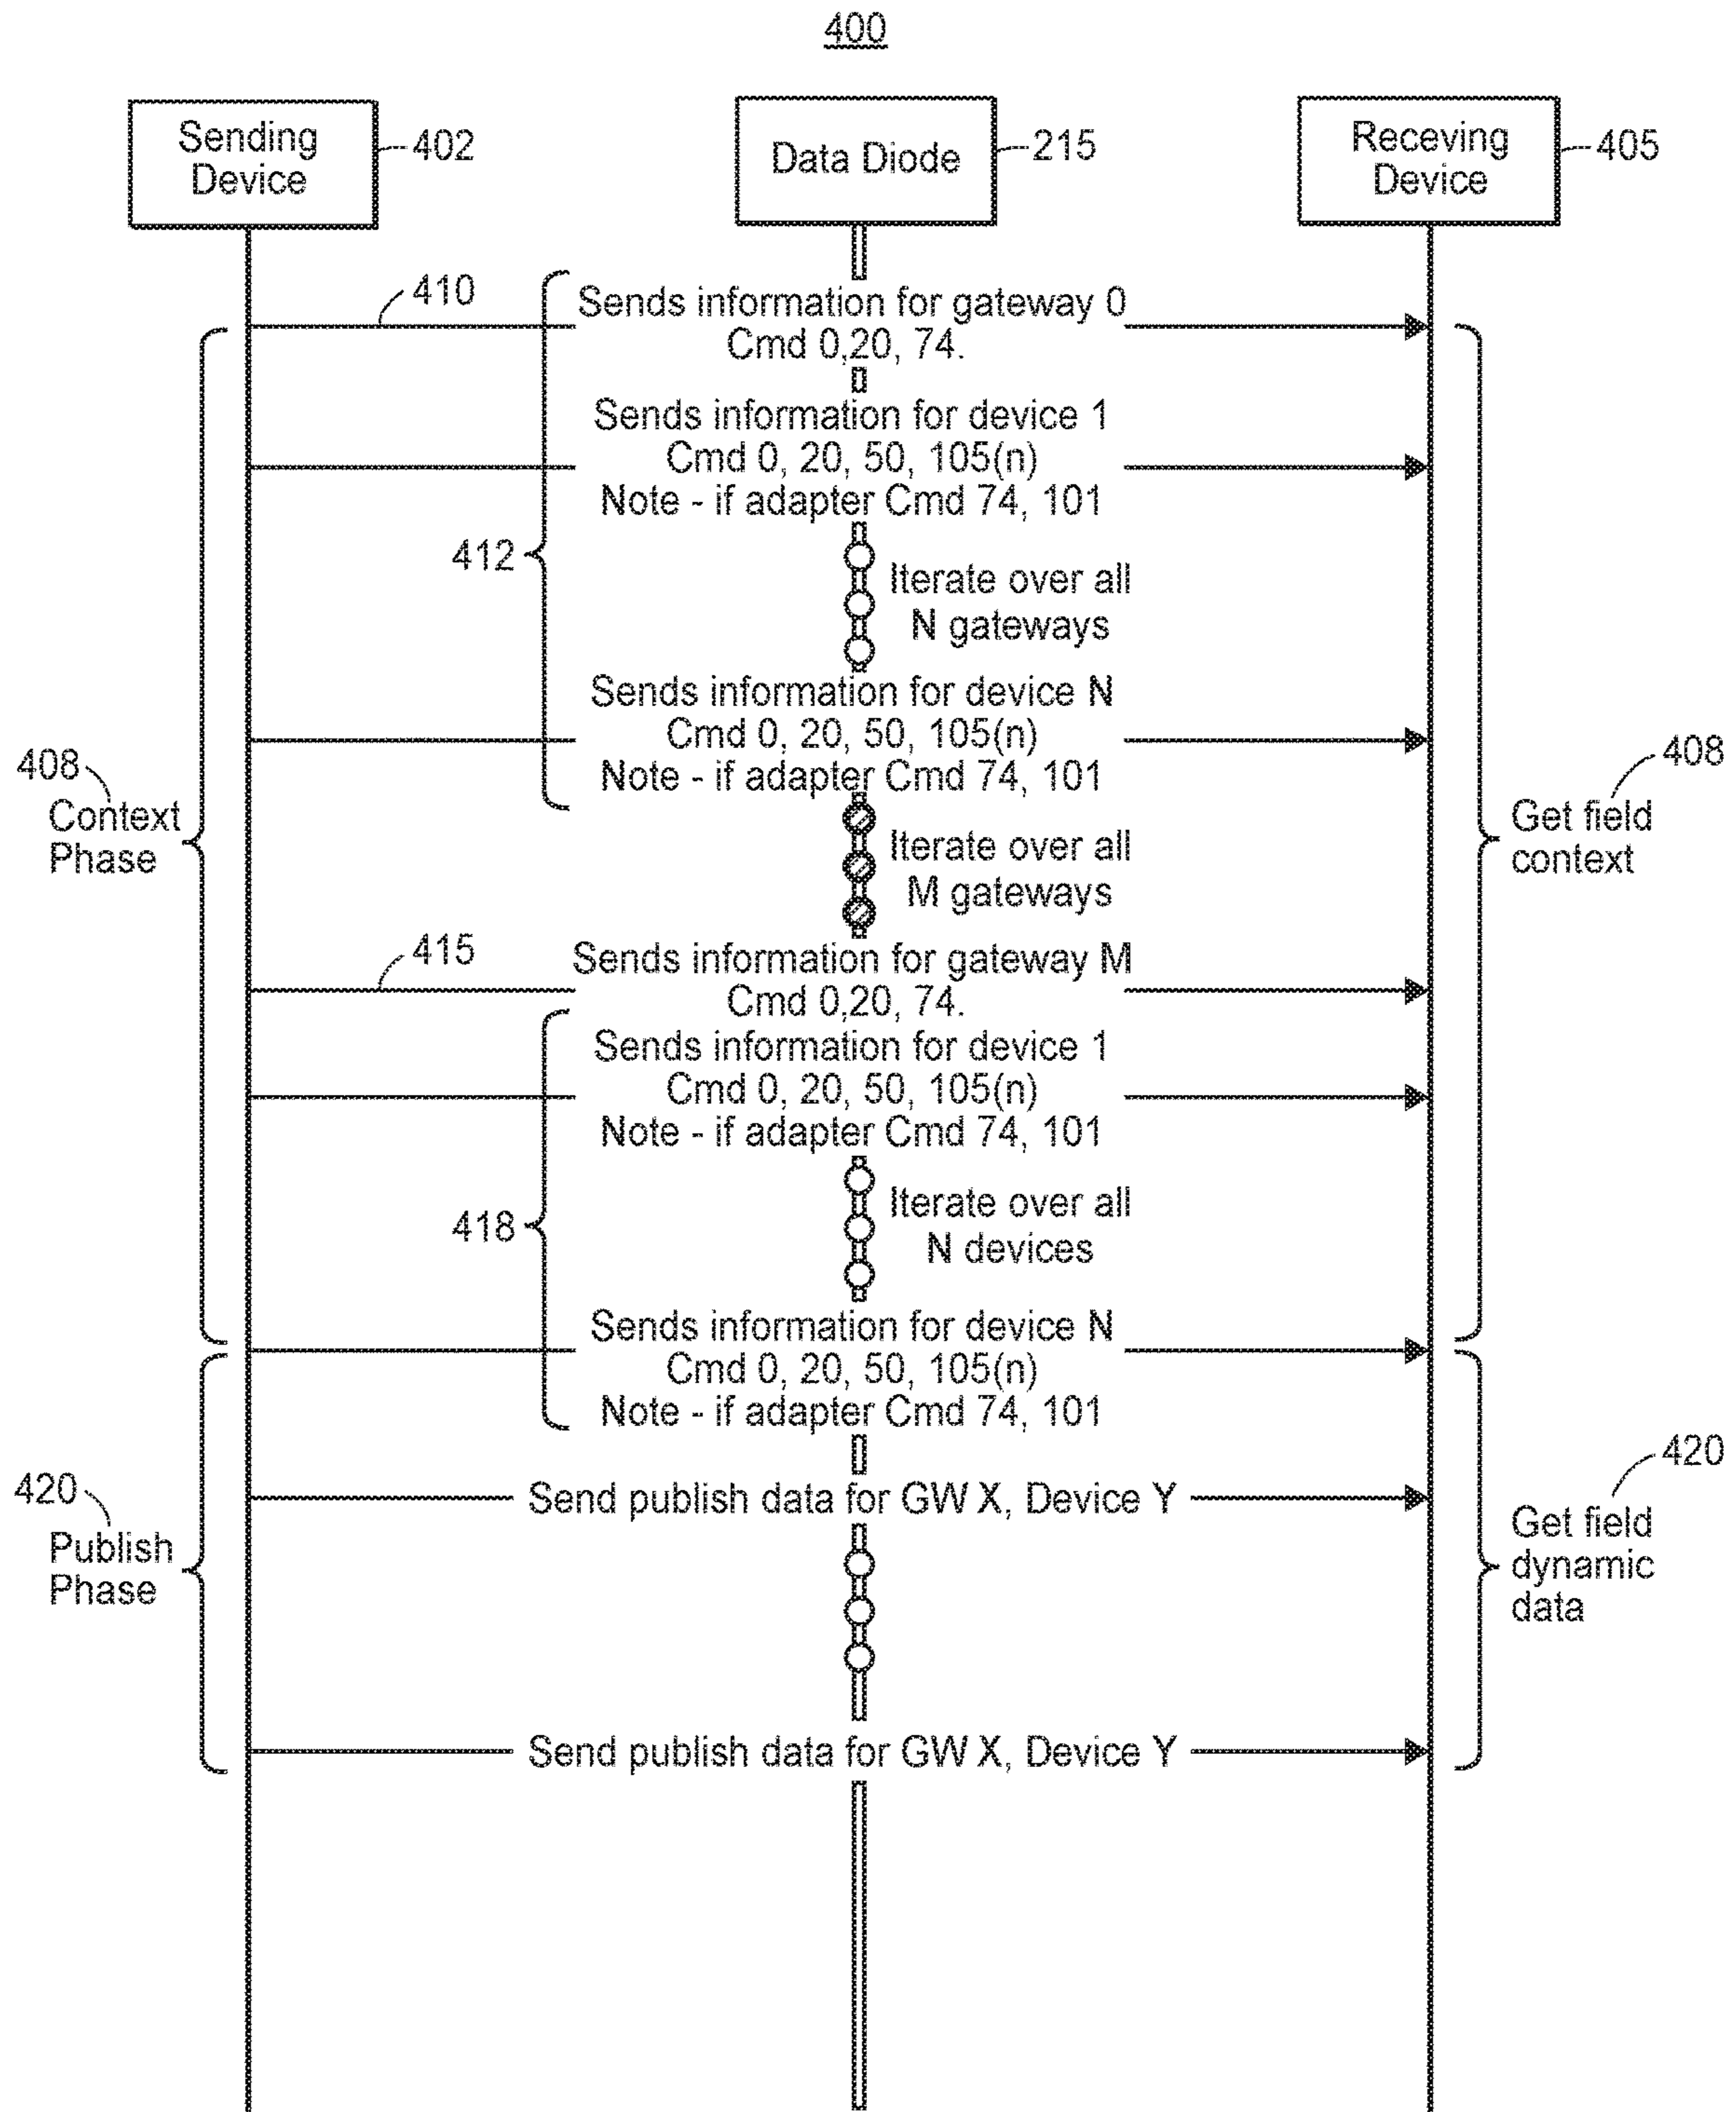 400
Sending
Device
402
Data Diode
215
Receving
Device
405
410
Sends information for gateway 0
Cmd 0,20, 74.
Sends information for device 1
Cmd 0, 20, 50, 105(n)
Note - if adapter Cmd 74, 101
412
Iterate over all
N gateways
Sends information for device N
Cmd 0, 20, 50, 105(n)
Note - if adapter Cmd 74, 101
408
Context
Phase
408
Get field
context
Iterate over all
M gateways
415
Sends information for gateway M
Cmd 0,20, 74.
Sends information for device 1
Cmd 0, 20, 50, 105(n)
Note - if adapter Cmd 74, 101
418
Iterate over all
N devices
Sends information for device N
Cmd 0, 20, 50, 105(n)
Note - if adapter Cmd 74, 101
420
Publish
Phase
Send publish data for GW X, Device Y
420
Get field
dynamic
data
Send publish data for GW X, Device Y